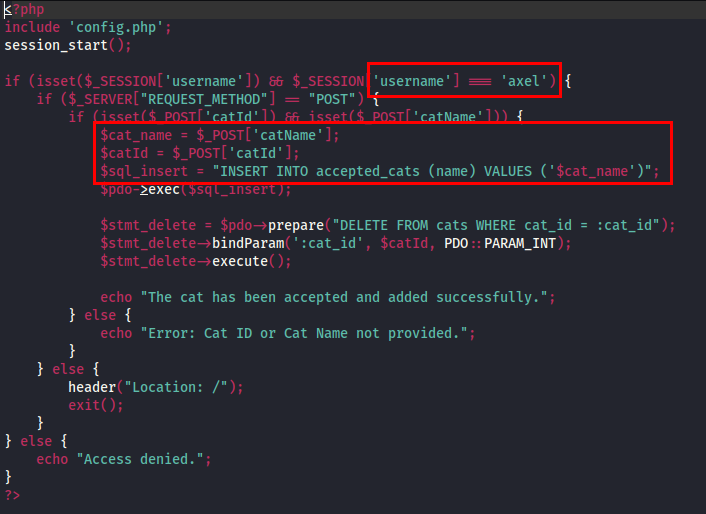 <?php
include 'config.php';
session_start();
if (isset($_SESSION['username']) && $_SESSION['username'] === 'axel') {
if ($_SERVER["REQUEST_METHOD"] == "POST") {
if (isset($_POST['catId']) && isset($_POST['catName'])) {
$cat_name = $_POST['catName'];
$catId = $_POST['catId'];
$sql_insert = "INSERT INTO accepted_cats (name) VALUES ('$cat_name')";
$pdo->exec($sql_insert);
$stmt_delete = $pdo->prepare("DELETE FROM cats WHERE cat_id = :cat_id");
$stmt_delete->bindParam(':cat_id', $catId, PDO::PARAM_INT);
$stmt_delete->execute();
echo "The cat has been accepted and added successfully.";
} else {
echo "Error: Cat ID or Cat Name not provided.";
}
} else {
header("Location: /");
exit();
}
} else {
echo "Access denied.";
}
?>